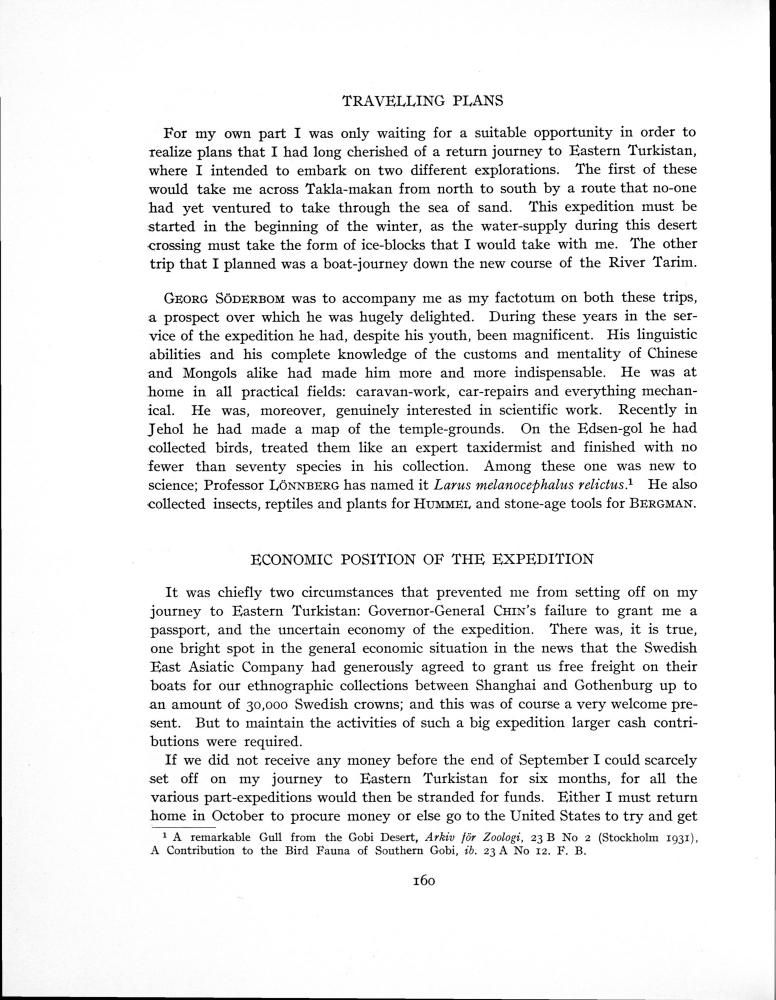 TRAVELLING PLANS
For my own part I was only waiting for a suitable opportunity in order to
realize plans that I had long cherished of a return journey to Eastern Turkistan,
where I intended to embark on two different explorations. The first of these
would take me across Takla-makan from north to south by a route that no-one
had yet ventured to take through the sea of sand. This expedition must be
started in the beginning of the winter, as the water-supply during this desert
crossing must take the form of ice-blocks that I would take with me. The other
trip that I planned was a boat-journey down the new course of the River Tarim.
GEORG SÖDERBOM was to accompany me as my factotum on both these trips,
a prospect over which he was hugely delighted. During these years in the ser-
vice of the expedition he had, despite his youth, been magnificent. His linguistic
abilities and his complete knowledge of the customs and mentality of Chinese
and Mongols alike had made him more and more indispensable. He was at
home in all practical fields: caravan-work, car-repairs and everything mechan-
ical. He was, moreover, genuinely interested in scientific work. Recently in
Jehol he had made a map of the temple-grounds. On the Edsen-gol he had
collected birds, treated them like an expert taxidermist and finished with no
fewer than seventy species in his collection. Among these one was new to
science; Professor LÖNNBERG has named it Larus melanocephalus relictus.¹ He also
collected insects, reptiles and plants for HUMMEL and stone-age tools for BERGMAN.
ECONOMIC POSITION OF THE EXPEDITION
It was chiefly two circumstances that prevented me from setting off on my
journey to Eastern Turkistan: Governor-General CHIN's failure to grant me a
passport, and the uncertain economy of the expedition. There was, it is true,
one bright spot in the general economic situation in the news that the Swedish
East Asiatic Company had generously agreed to grant us free freight on their
boats for our ethnographic collections between Shanghai and Gothenburg up to
an amount of 30,000 Swedish crowns; and this was of course a very welcome pre-
sent. But to maintain the activities of such a big expedition larger cash contri-
butions were required.
If we did not receive any money before the end of September I could scarcely
set off on my journey to Eastern Turkistan for six months, for all the
various part-expeditions would then be stranded for funds. Either I must return
home in October to procure money or else go to the United States to try and get
¹ A remarkable Gull from the Gobi Desert, Arkiv för Zoologi, 23 B No 2 (Stockholm 1931),
A Contribution to the Bird Fauna of Southern Gobi, ib. 23 A No 12. F. B.
160